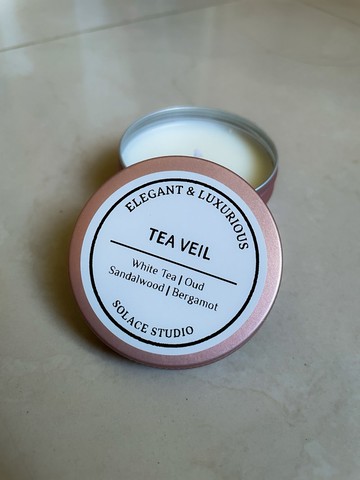 ELEGANT & LUXURIOUS
TEA VEIL
White Tea | Oud
Sandalwood | Bergamot
SOLACE STUDIO